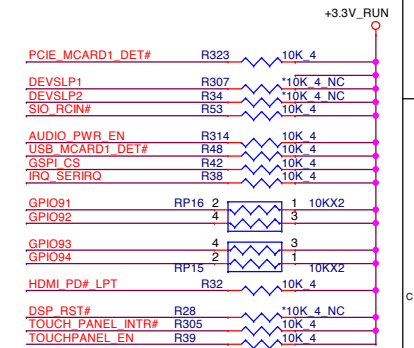 +3.3V_RUN
PCIE_MCARD1_DET# R323 10K_4
DEVSLP1 R307 *10K_4_NC
DEVSLP2 R34 *10K_4_NC
SIO_RCIN# R53 10K_4
AUDIO_PWR_EN R314 10K_4
USB_MCARD1_DET# R48 10K_4
GSPI_CS R42 10K_4
IRQ_SERIRQ R38 10K_4
GPIO91 RP16 2 1 10KX2
GPIO92 4 3
GPIO93 4 3
GPIO94 2 1
RP15 10KX2
HDMI_PD#_LPT R32 10K_4
C
DSP_RST# R28 *10K_4_NC
TOUCH_PANEL_INTR# R305 10K_4
TOUCHPANEL_EN R39 10K_4